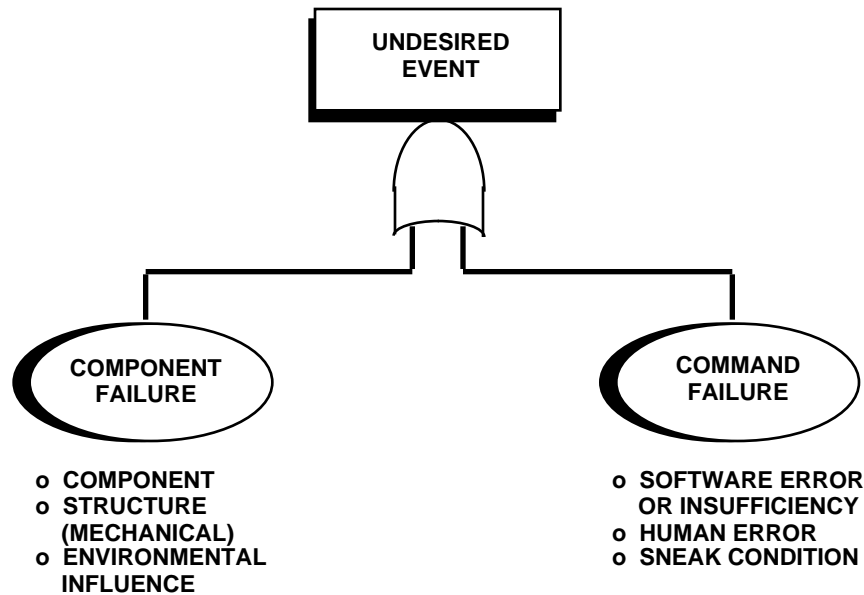 UNDESIRED
EVENT
COMPONENT
FAILURE
o COMPONENT
o STRUCTURE
(MECHANICAL)
o ENVIRONMENTAL
INFLUENCE
COMMAND
FAILURE
o SOFTWARE ERROR
OR INSUFFICIENCY
o HUMAN ERROR
o SNEAK CONDITION